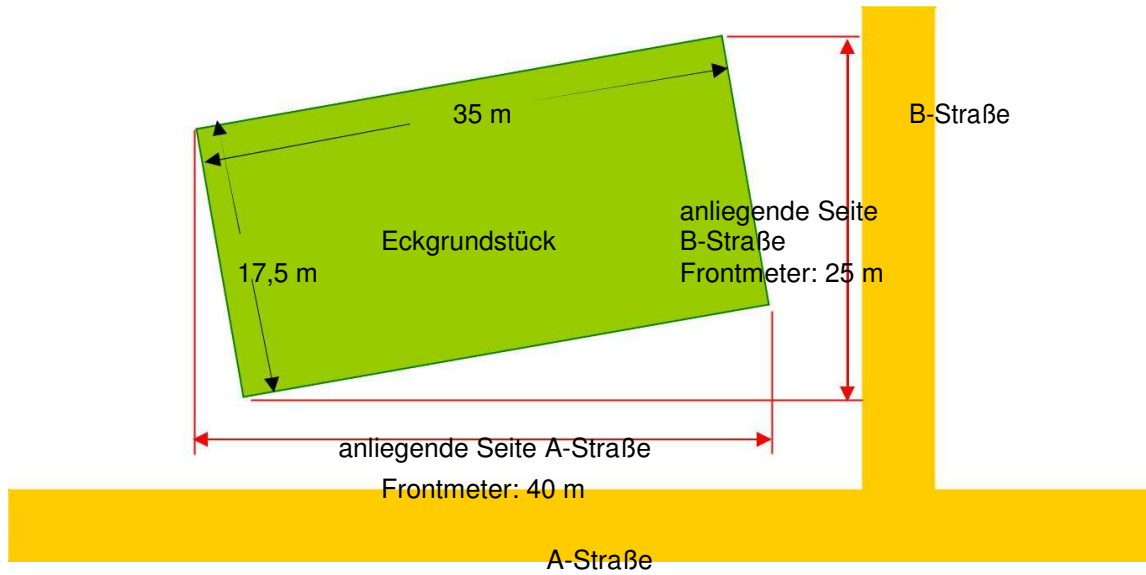 35 m
B-Straße
anliegende Seite
B-Straße
Frontmeter: 25 m
Eckgrundstück
17,5 m
anliegende Seite A-Straße
Frontmeter: 40 m
A-Straße